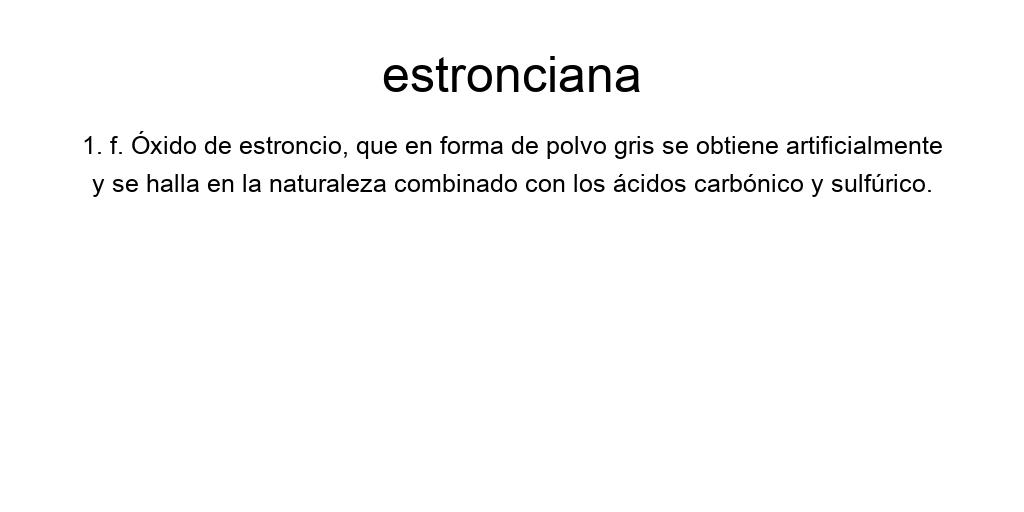 estronciana
1. f. Óxido de estroncio, que en forma de polvo gris se obtiene artificialmente
y se halla en la naturaleza combinado con los ácidos carbónico y sulfúrico.